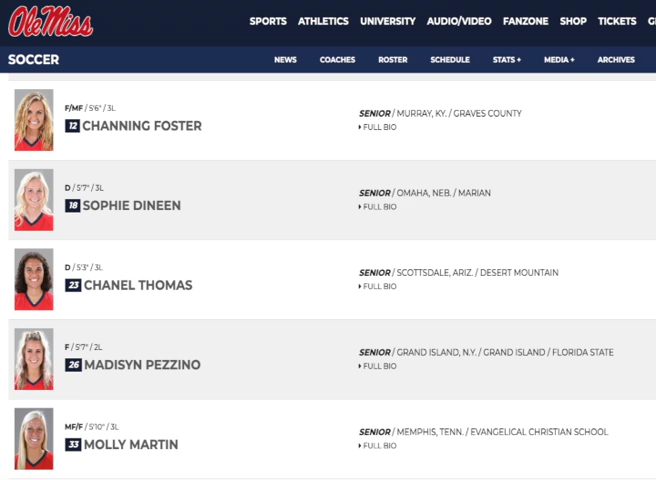 Ole Miss
SPORTS ATHLETICS UNIVERSITY AUDIO/VIDEO FANZONE SHOP TICKETS
SOCCER
NEWS COACHES ROSTER SCHEDULE STATS + MEDIA + ARCHIVES
F/MF / 5'6" / 3L
12 CHANNING FOSTER
SENIOR / MURRAY, KY. / GRAVES COUNTY
FULL BIO
D / 5'7" / 3L
18 SOPHIE DINEEN
SENIOR / OMAHA, NEB. / MARIAN
FULL BIO
D / 5'3" / 3L
23 CHANEL THOMAS
SENIOR / SCOTTSDALE, ARIZ. / DESERT MOUNTAIN
FULL BIO
F / 5'7" / 2L
26 MADISYN PEZZINO
SENIOR / GRAND ISLAND, N.Y. / GRAND ISLAND / FLORIDA STATE
FULL BIO
MF/F / 5'10" / 3L
33 MOLLY MARTIN
SENIOR / MEMPHIS, TENN. / EVANGELICAL CHRISTIAN SCHOOL
FULL BIO